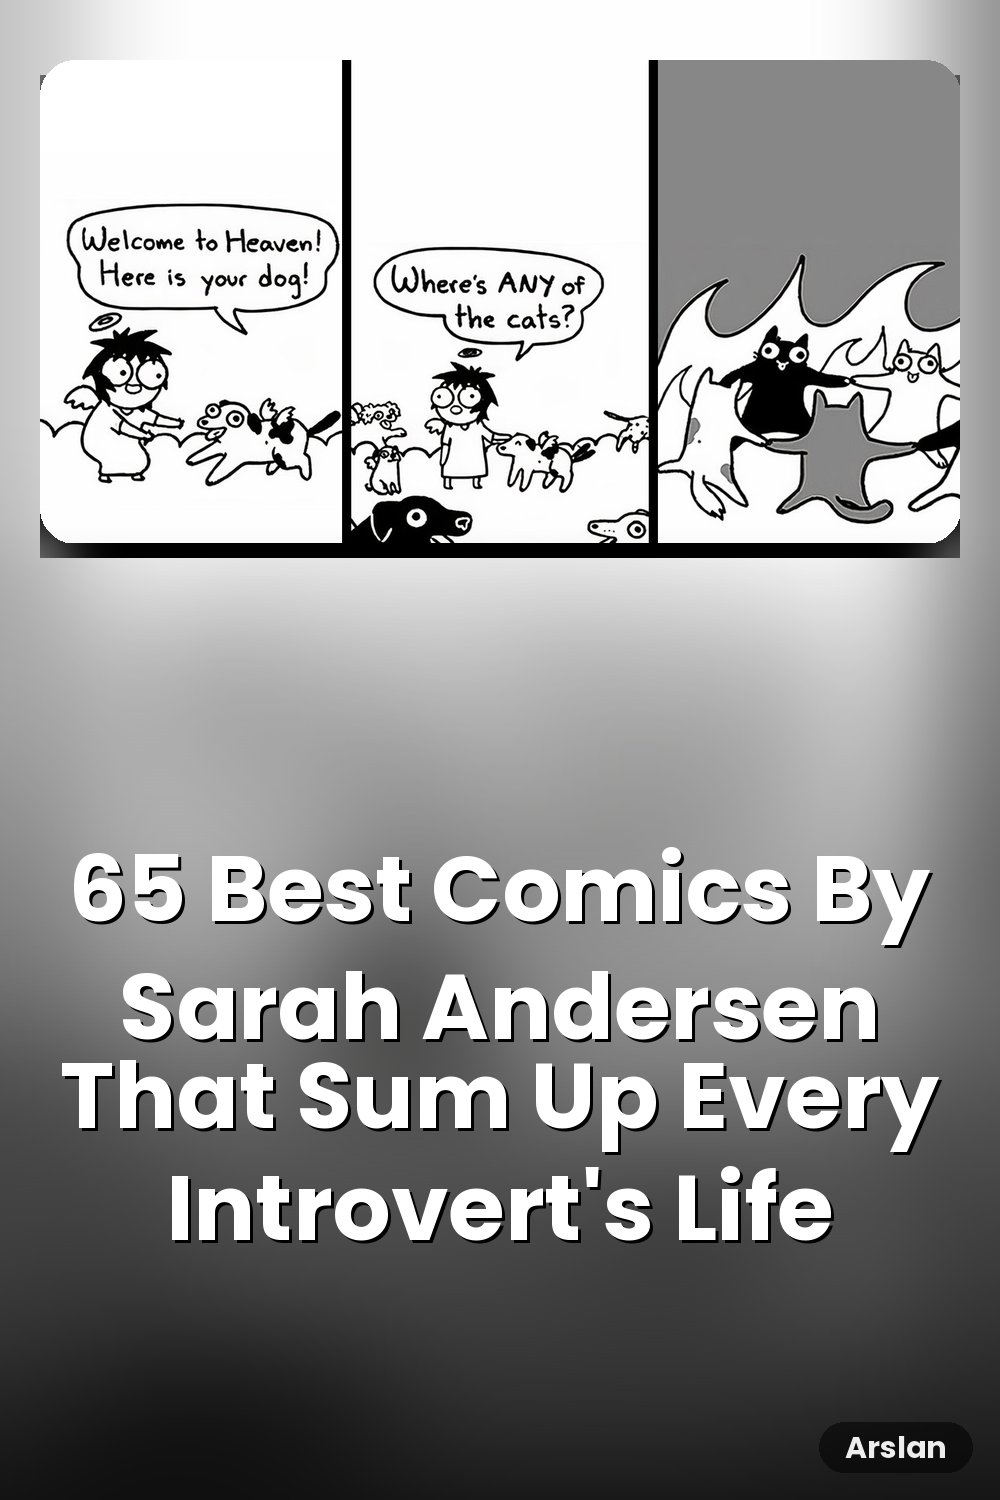 Welcome to Heaven!
Here is your dog!
Where's ANY of
the cats?
65 Best Comics By
Sarah Andersen
That Sum Up Every
Introvert's Life
Arslan